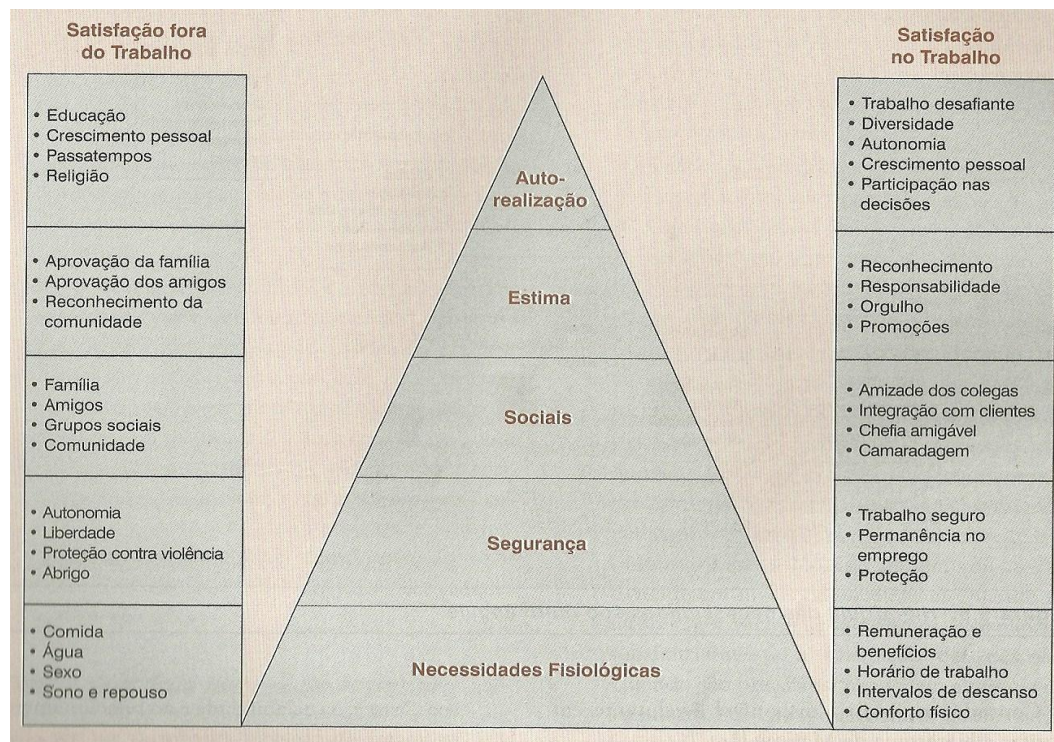 Satisfação fora
do Trabalho
• Educação
• Crescimento pessoal
• Passatempos
• Religião
• Aprovação da família
• Aprovação dos amigos
• Reconhecimento da
comunidade
• Família
• Amigos
• Grupos sociais
• Comunidade
• Autonomia
• Liberdade
• Proteção contra violência
• Abrigo
• Comida
• Água
• Sexo
• Sono e repouso
Auto-
realização
Estima
Sociais
Segurança
Necessidades Fisiológicas
Satisfação
no Trabalho
• Trabalho desafiante
• Diversidade
• Autonomia
• Crescimento pessoal
• Participação nas
decisões
• Reconhecimento
• Responsabilidade
• Orgulho
• Promoções
• Amizade dos colegas
• Integração com clientes
• Chefia amigável
• Camaradagem
• Trabalho seguro
• Permanência no
emprego
• Proteção
• Remuneração e
benefícios
• Horário de trabalho
• Intervalos de descanso
• Conforto físico